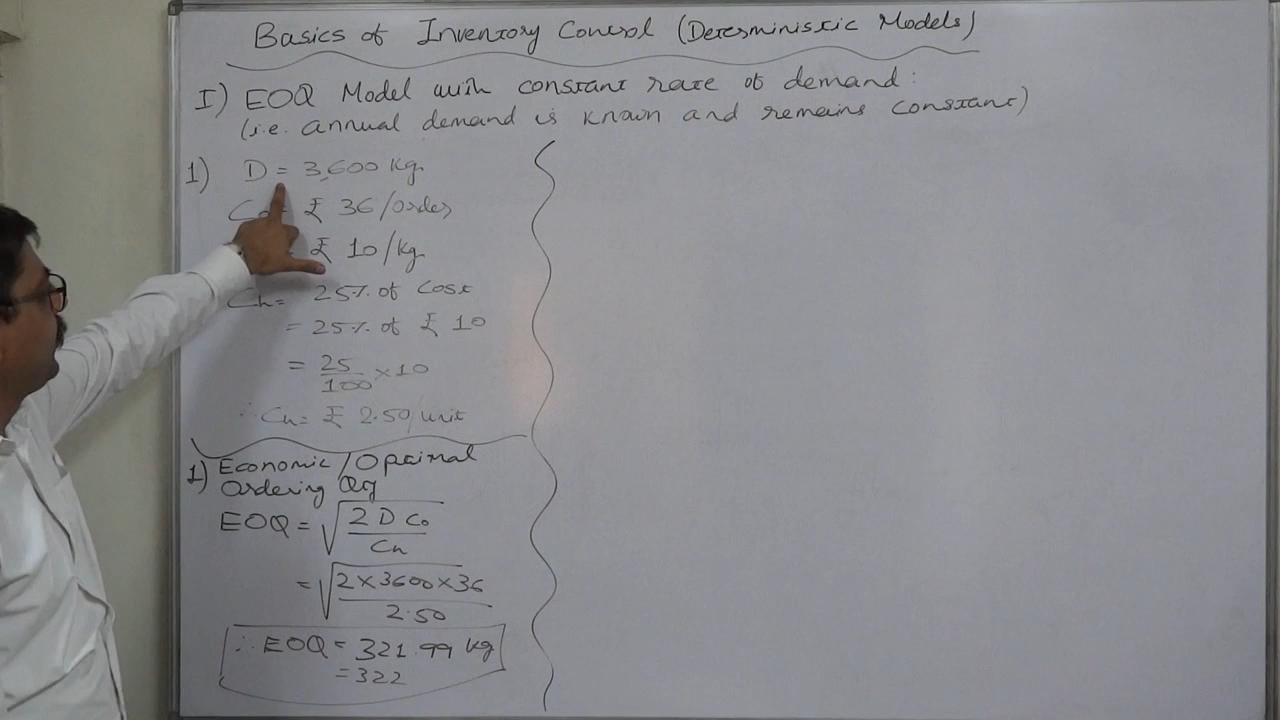 Basics of Inventory Control (Deterministic Models)
I) EOQ Model with constant rate of demand:
(i.e. annual demand is known and remains constant)
1) D = 3,600 Kg.
Co = ₹ 36/Order
₹ 10/kg
Ch = 25% of Cost
= 25% of ₹ 10
= 25/100 × 10
∴ Ch = ₹ 2.50/unit
1) Economic/Optimal
Ordering Qty
EOQ = √(2 D Co / Ch)
= √(2 × 3600 × 36 / 2.50)
∴ EOQ = 321.99 kg
= 322